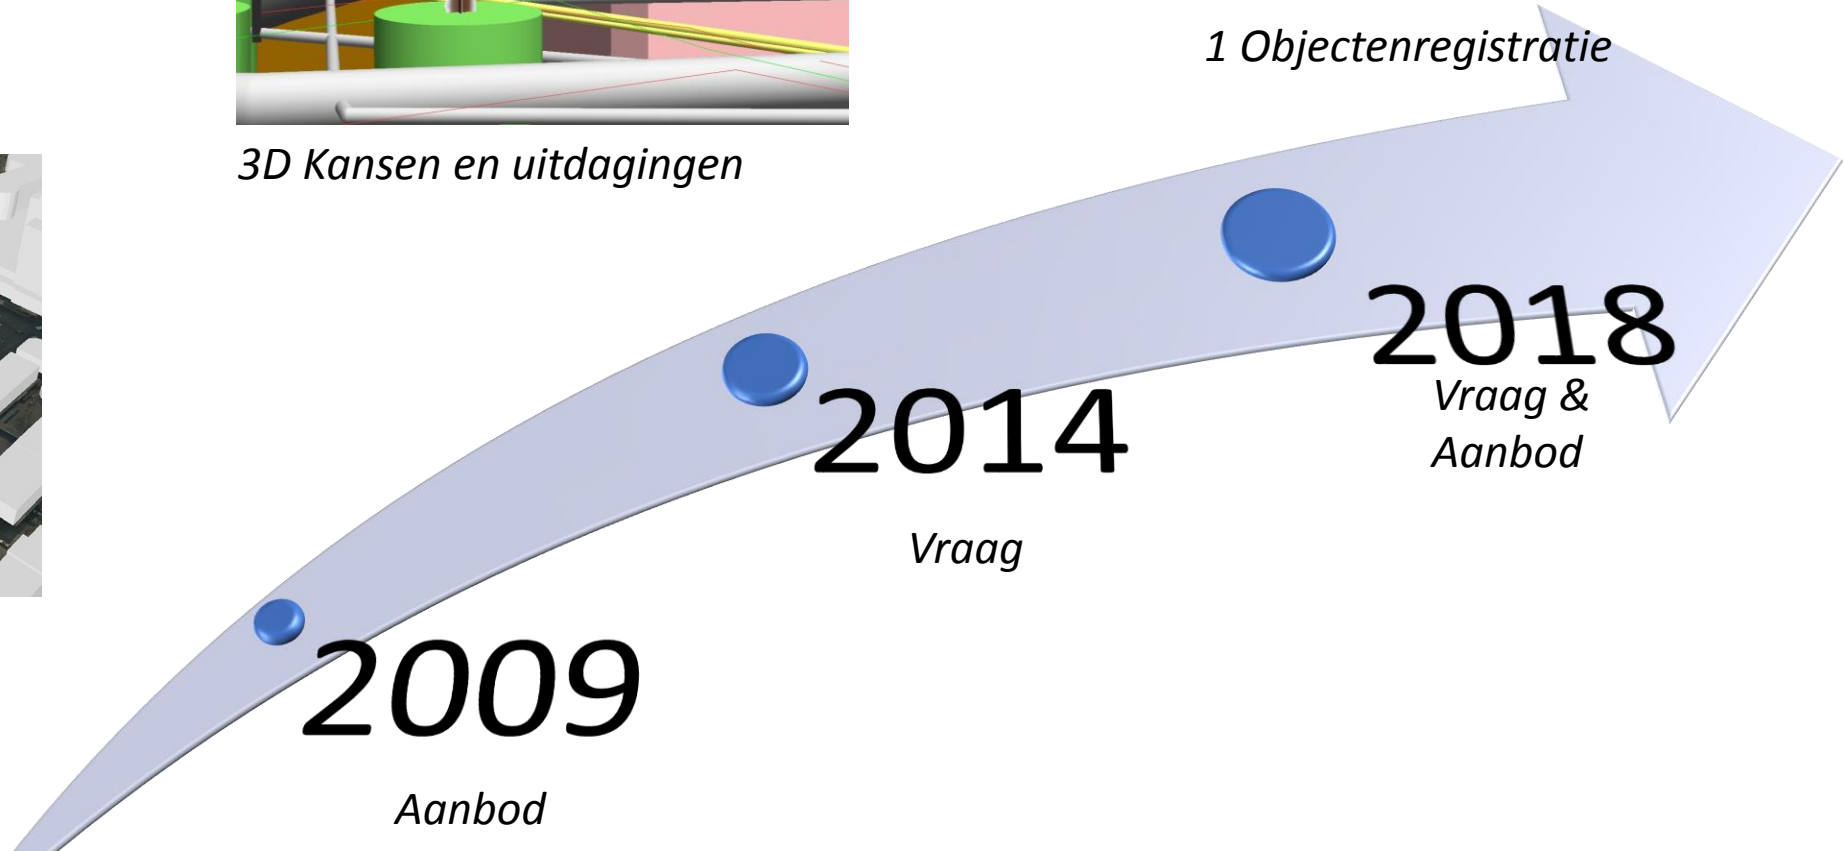 1 Objectenregistratie
3D Kansen en uitdagingen
2018
Vraag &
Aanbod
2014
Vraag
2009
Aanbod